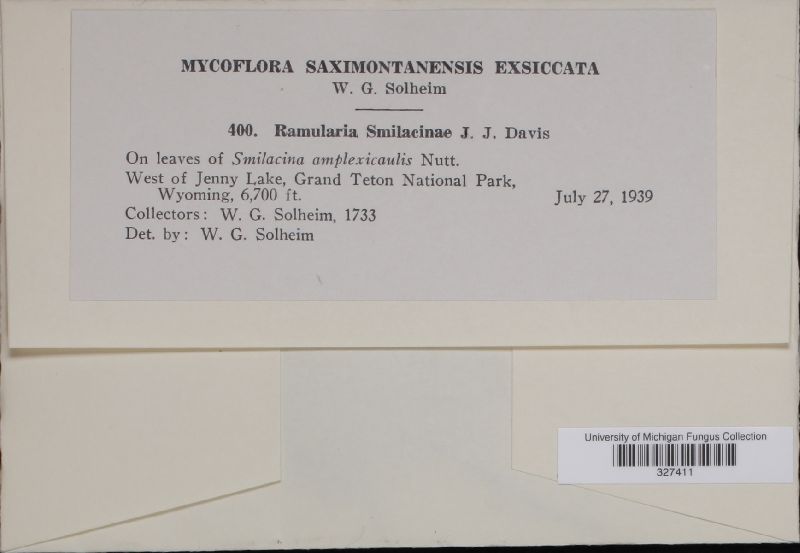 MYCOFLORA SAXIMONTANENSIS EXSICCATA
W. G. Solheim
400. Ramularia Smilacinae J. J. Davis
On leaves of Smilacina amplexicaulis Nutt.
West of Jenny Lake, Grand Teton National Park,
Wyoming, 6,700 ft. July 27, 1939
Collectors: W. G. Solheim, 1733
Det. by: W. G. Solheim
University of Michigan Fungus Collection
327411